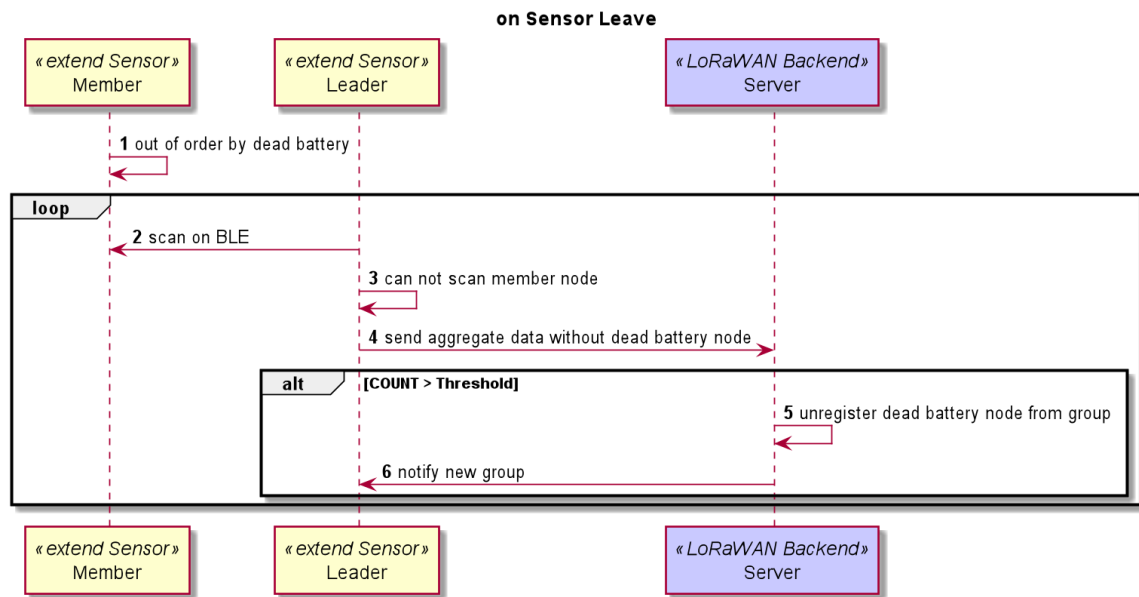 on Sensor Leave
«extend Sensor»
Member
«extend Sensor»
Leader
«LoRaWAN Backend»
Server
1 out of order by dead battery
loop
2 scan on BLE
3 can not scan member node
4 send aggregate data without dead battery node
alt [COUNT > Threshold]
5 unregister dead battery node from group
6 notify new group
«extend Sensor»
Member
«extend Sensor»
Leader
«LoRaWAN Backend»
Server